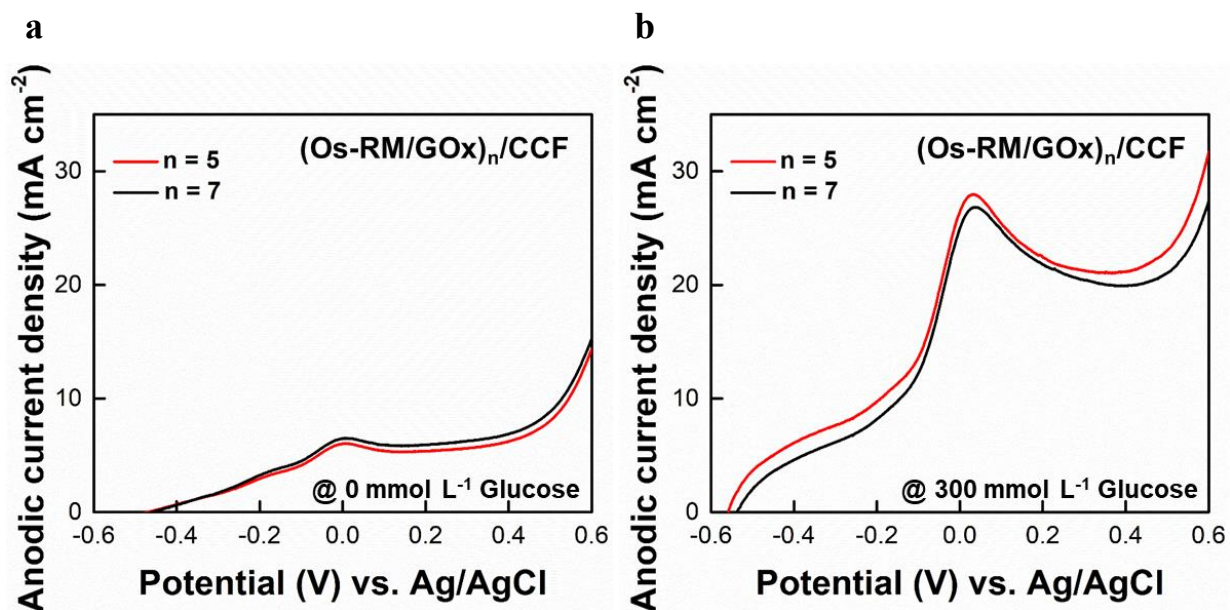 a
Anodic current density (mA cm⁻²)
30
20
10
0
n = 5
n = 7
(Os-RM/GOx)ₙ/CCF
@ 0 mmol L⁻¹ Glucose
-0.6 -0.4 -0.2 0.0 0.2 0.4 0.6
Potential (V) vs. Ag/AgCl
b
Anodic current density (mA cm⁻²)
30
20
10
0
n = 5
n = 7
(Os-RM/GOx)ₙ/CCF
@ 300 mmol L⁻¹ Glucose
-0.6 -0.4 -0.2 0.0 0.2 0.4 0.6
Potential (V) vs. Ag/AgCl